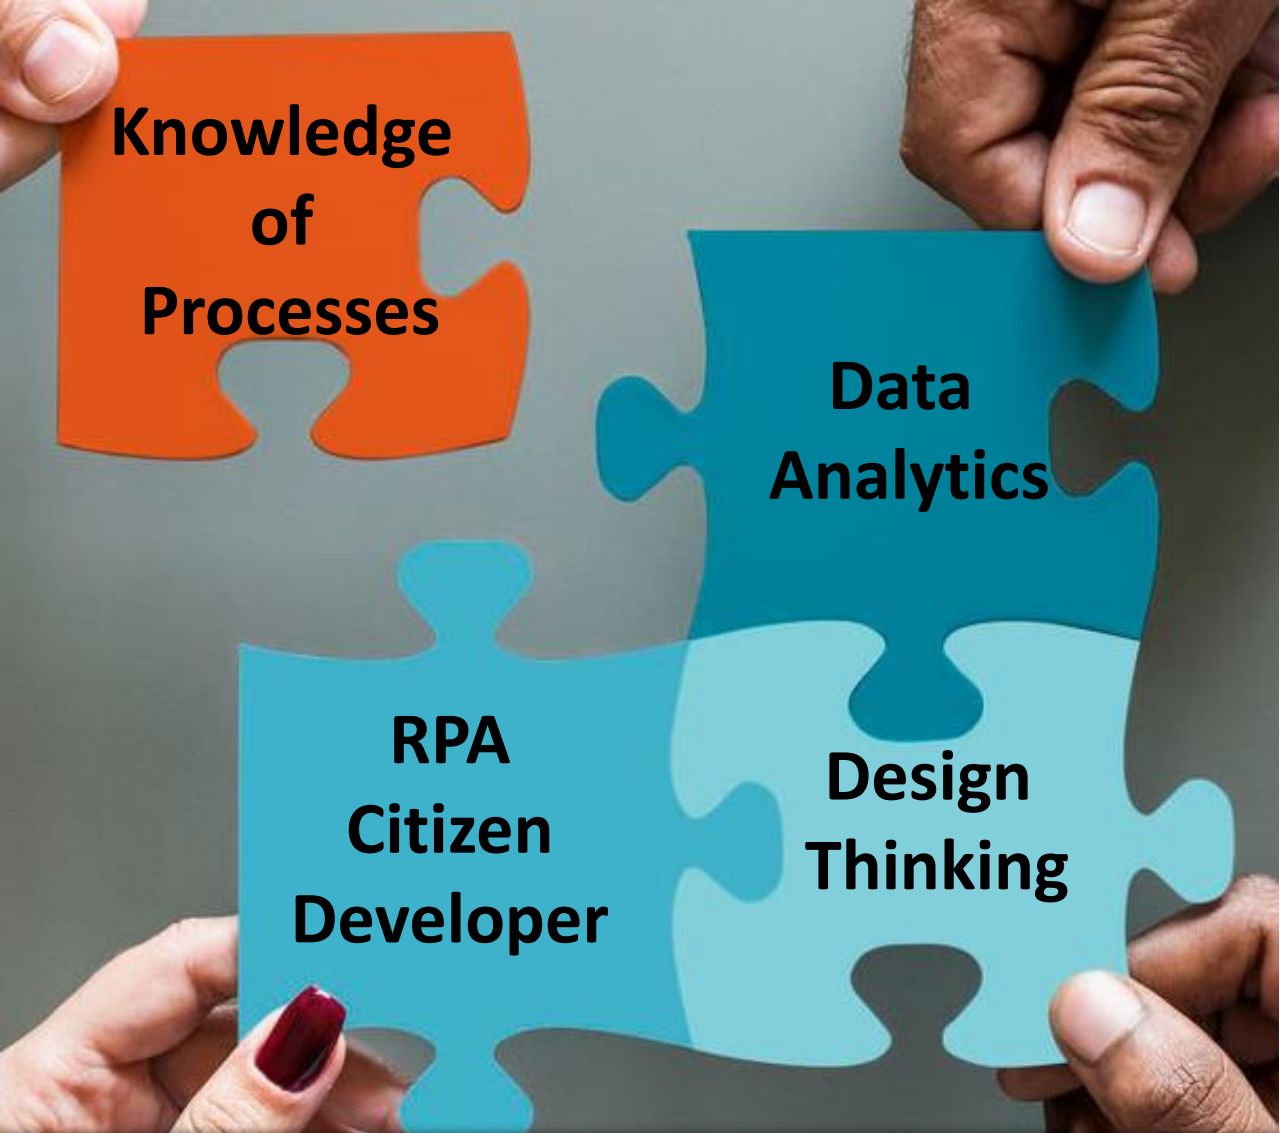 Knowledge
of
Processes
Data
Analytics
RPA
Citizen
Developer
Design
Thinking